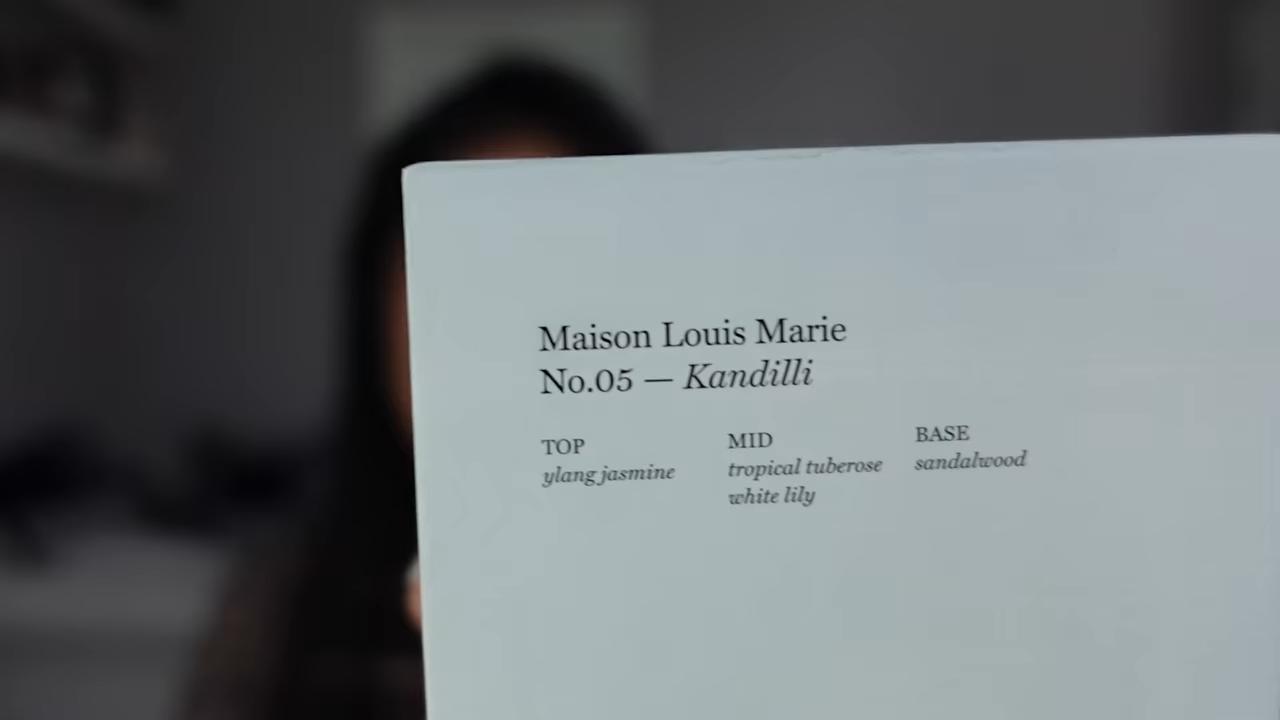 Maison Louis Marie
No.05 — Kandilli
TOP
ylang jasmine
MID
tropical tuberose
white lily
BASE
sandalwood